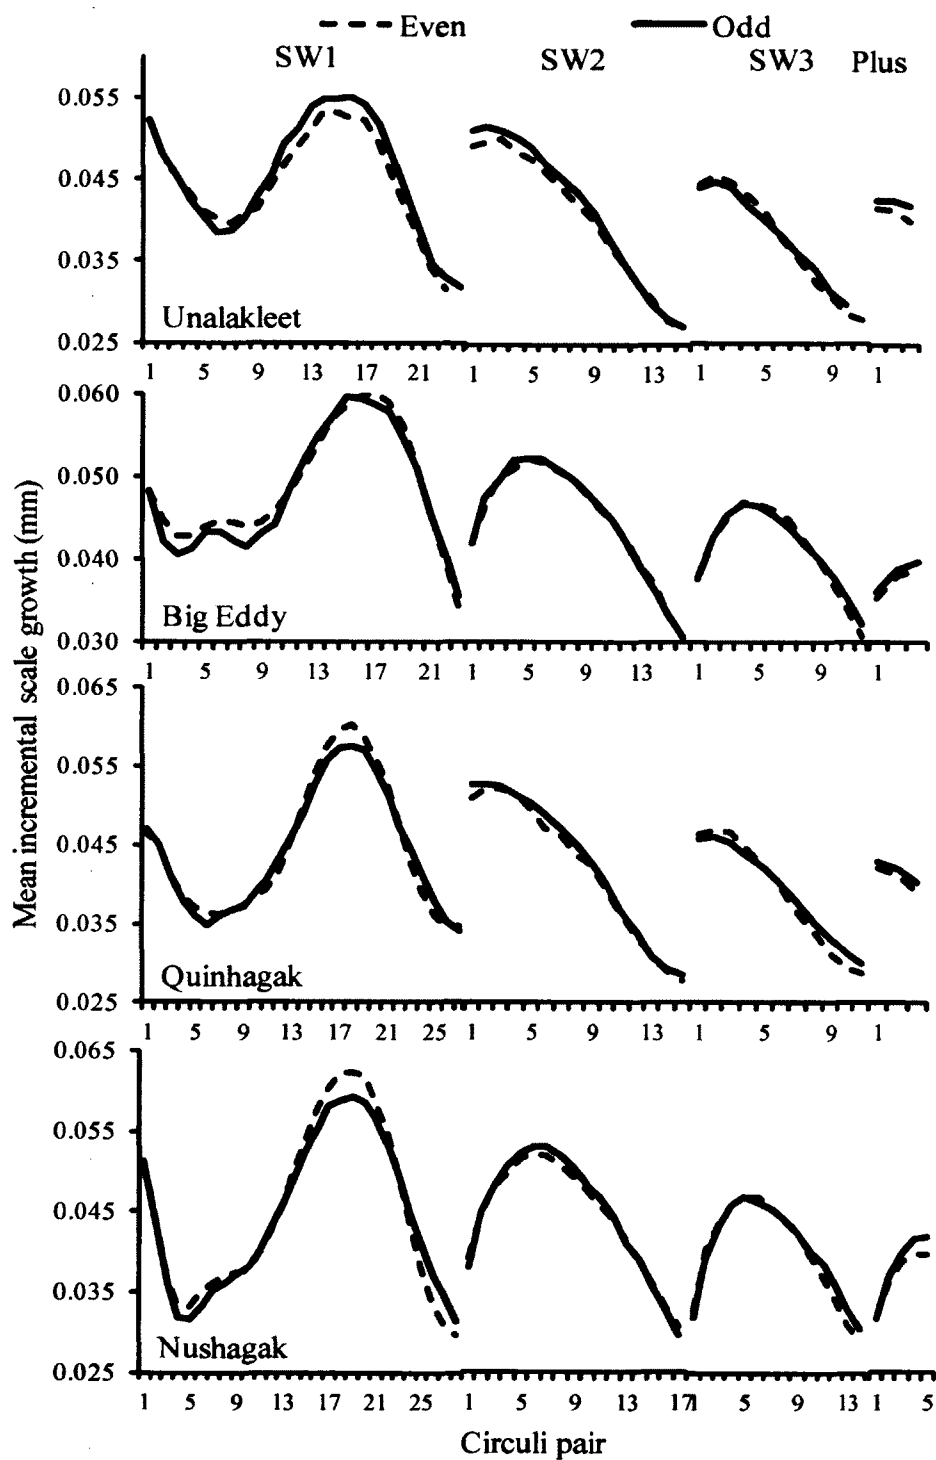 Even Odd
SW1 SW2 SW3 Plus
0.055
0.045
0.035
0.025
Unalakleet
1 5 9 13 17 21 1 5 9 13 1 5 9 1
0.060
0.050
0.040
0.030
Big Eddy
1 5 9 13 17 21 1 5 9 13 1 5 9 1
0.065
0.055
0.045
0.035
0.025
Quinhagak
1 5 9 13 17 21 25 1 5 9 13 1 5 9 1
0.065
0.055
0.045
0.035
0.025
Nushagak
1 5 9 13 17 21 25 1 5 9 13 17 1 5 9 13 1 5
Circuli pair
Mean incremental scale growth (mm)